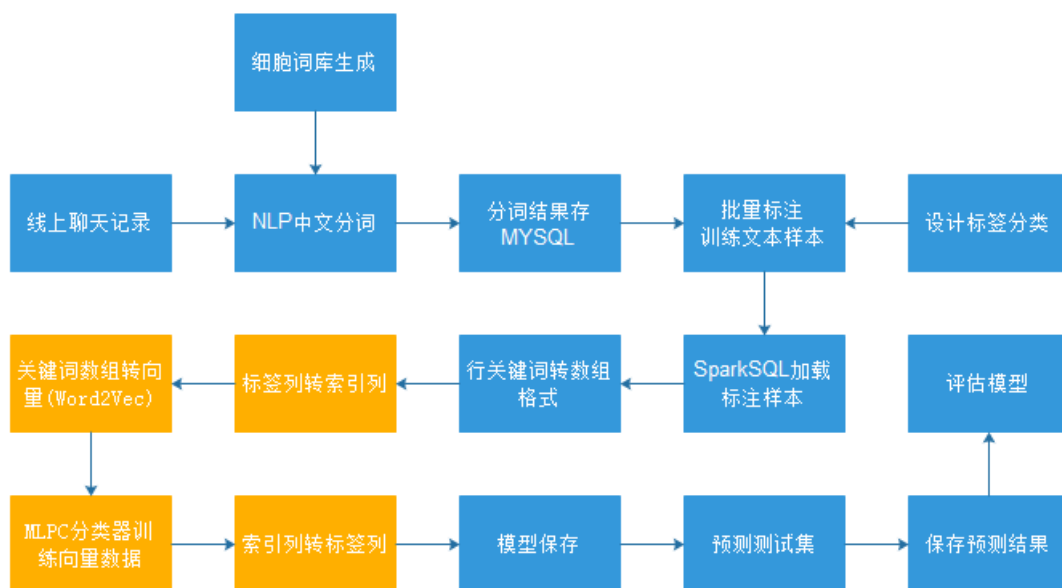 细胞词库生成
线上聊天记录
NLP中文分词
分词结果存
MYSQL
批量标注
训练文本样本
设计标签分类
关键词数组转向
量(Word2Vec)
标签列转索引列
行关键词转数组
格式
SparkSQL加载
标注样本
评估模型
MLPC分类器训
练向量数据
索引列转标签列
模型保存
预测测试集
保存预测结果